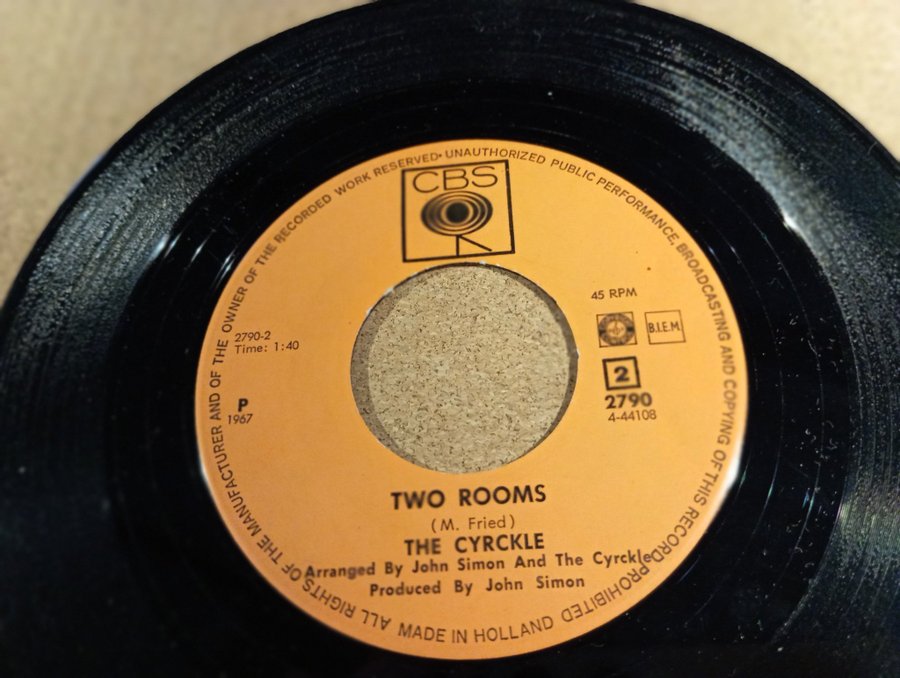 ALL RIGHTS OF THE MANUFACTURER AND OF THE OWNER OF THE RECORDED WORK RESERVED • UNAUTHORIZED PUBLIC PERFORMANCE, BROADCASTING AND COPYING OF THIS RECORD PROHIBITED
CBS
45 RPM
2790-2
Time: 1:40
B.I.E.M.
2
2790
4-44108
P
1967
TWO ROOMS
(M. Fried)
THE CYRCKLE
Arranged By John Simon And The Cyrckle
Produced By John Simon
MADE IN HOLLAND